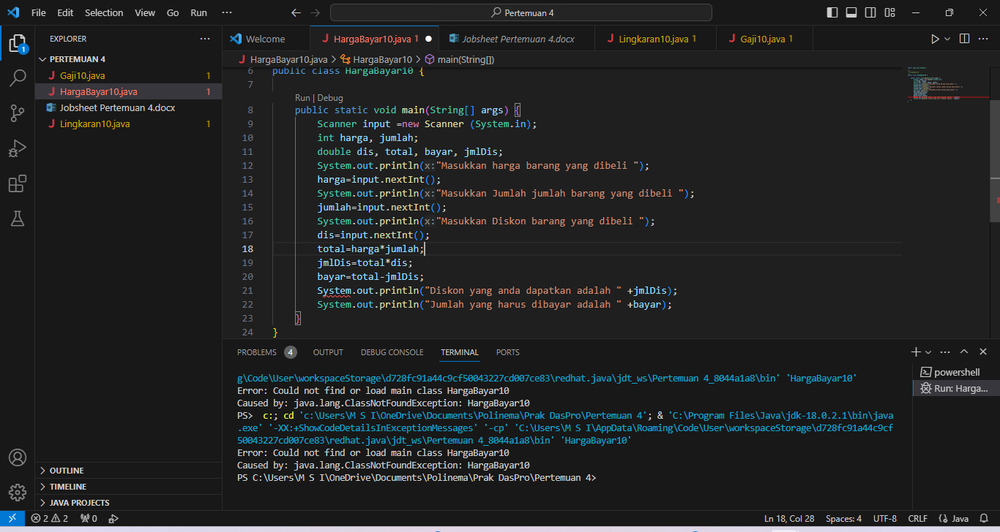 File Edit Selection View Go Run ··· Pertemuan 4
EXPLORER ···
PERTEMUAN 4
Gaji10.java 1
HargaBayar10.java 1
Jobsheet Pertemuan 4.docx
Lingkaran10.java 1
OUTLINE
TIMELINE
JAVA PROJECTS
1
Welcome HargaBayar10.java 1 ● Jobsheet Pertemuan 4.docx Lingkaran10.java 1 Gaji10.java 1
HargaBayar10.java > HargaBayar10 > main(String[])
6 public class HargaBayar10 {
7
Run | Debug
8 public static void main(String[] args) {
9 Scanner input =new Scanner (System.in);
10 int harga, jumlah;
11 double dis, total, bayar, jmlDis;
12 System.out.println(x:"Masukkan harga barang yang dibeli ");
13 harga=input.nextInt();
14 System.out.println(x:"Masukkan Jumlah jumlah barang yang dibeli ");
15 jumlah=input.nextInt();
16 System.out.println(x:"Masukkan Diskon barang yang dibeli ");
17 dis=input.nextInt();
18 total=harga*jumlah;
19 jmlDis=total*dis;
20 bayar=total-jmlDis;
21 System.out.println("Diskon yang anda dapatkan adalah " +jmlDis);
22 System.out.println("Jumlah yang harus dibayar adalah " +bayar);
23 }
24 }
PROBLEMS 4 OUTPUT DEBUG CONSOLE TERMINAL PORTS
g\Code\User\workspaceStorage\d728fc91a44c9cf50043227cd007ce83\redhat.java\jdt_ws\Pertemuan 4_8044a1a8\bin' 'HargaBayar10'
Error: Could not find or load main class HargaBayar10
Caused by: java.lang.ClassNotFoundException: HargaBayar10
PS> c:; cd 'c:\Users\M S I\OneDrive\Documents\Polinema\Prak DasPro\Pertemuan 4'; & 'C:\Program Files\Java\jdk-18.0.2.1\bin\java
.exe' '-XX:+ShowCodeDetailsInExceptionMessages' '-cp' 'C:\Users\M S I\AppData\Roaming\Code\User\workspaceStorage\d728fc91a44c9cf
50043227cd007ce83\redhat.java\jdt_ws\Pertemuan 4_8044a1a8\bin' 'HargaBayar10'
Error: Could not find or load main class HargaBayar10
Caused by: java.lang.ClassNotFoundException: HargaBayar10
PS C:\Users\M S I\OneDrive\Documents\Polinema\Prak DasPro\Pertemuan 4>
powershell
Run: Harga...
2 2 0 Ln 18, Col 28 Spaces: 4 UTF-8 CRLF Java